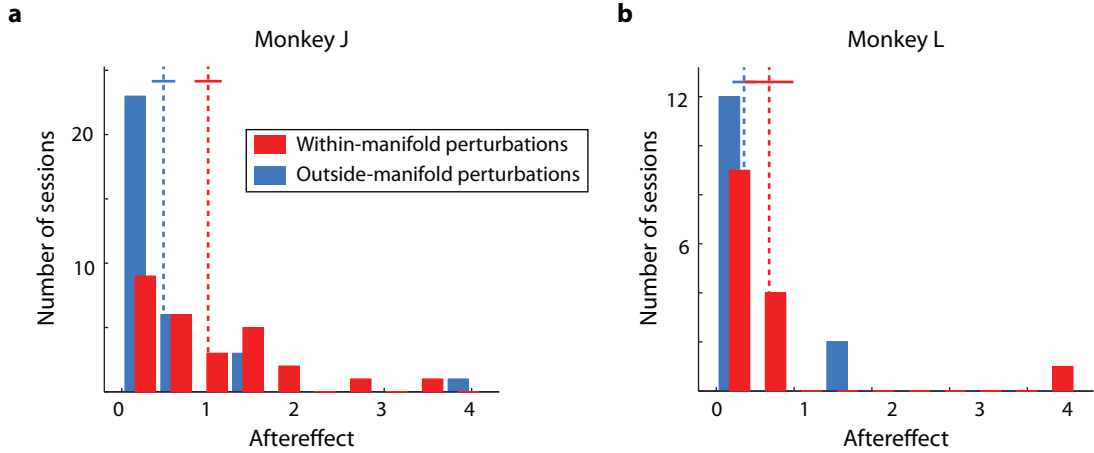 a
Monkey J
Number of sessions
20
10
0 1 2 3 4
Aftereffect
Within-manifold perturbations
Outside-manifold perturbations
b
Monkey L
Number of sessions
12
6
0 1 2 3 4
Aftereffect